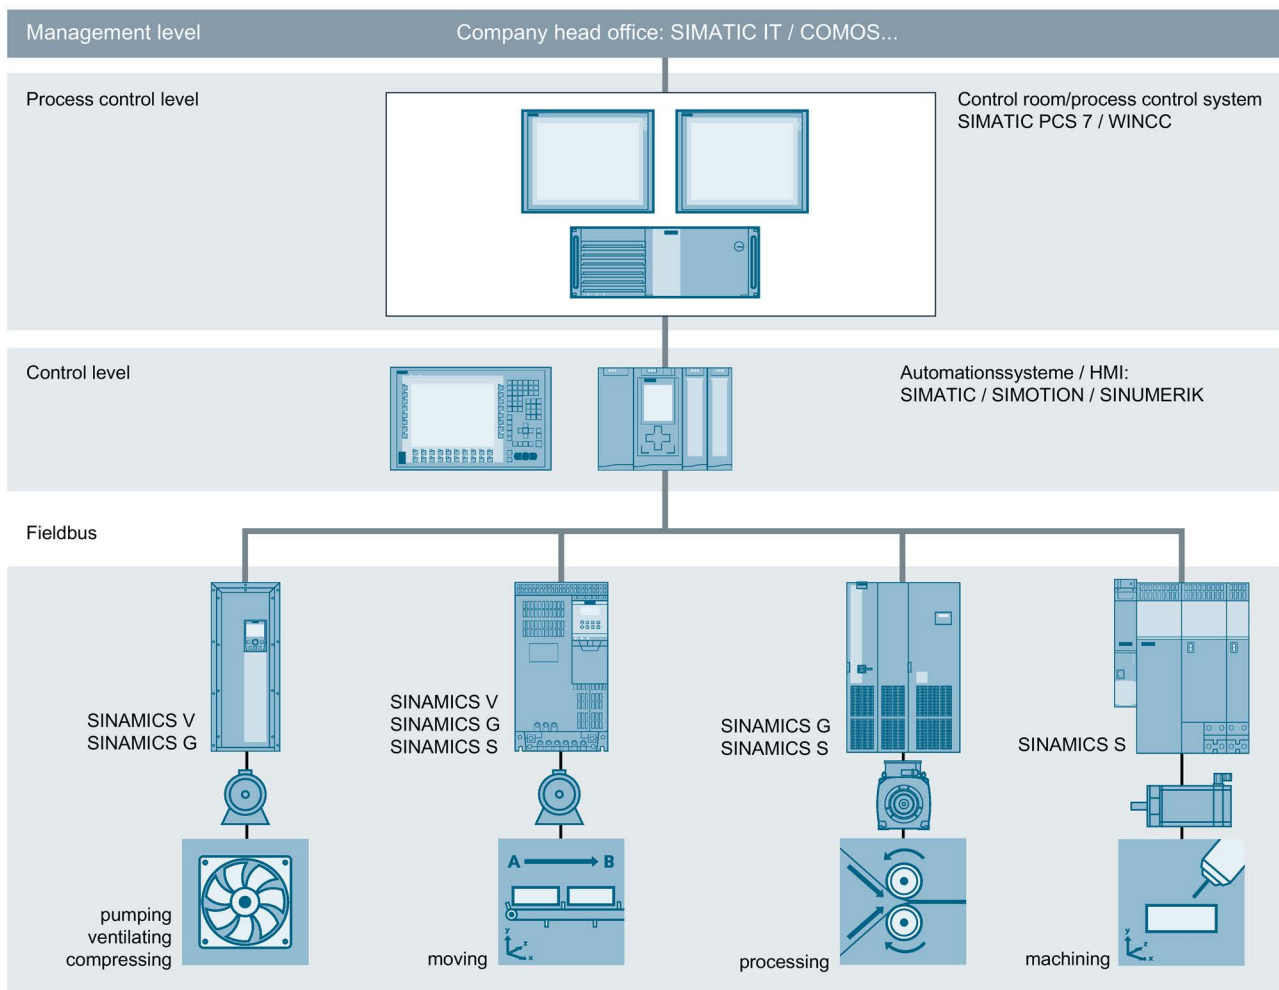 Management level
Company head office: SIMATIC IT / COMOS...
Process control level
Control room/process control system
SIMATIC PCS 7 / WINCC
Control level
Automationssysteme / HMI:
SIMATIC / SIMOTION / SINUMERIK
Fieldbus
SINAMICS V
SINAMICS G
SINAMICS V
SINAMICS G
SINAMICS S
SINAMICS G
SINAMICS S
SINAMICS S
pumping
ventilating
compressing
A B
y
z
x
moving
processing
y
z
x
machining